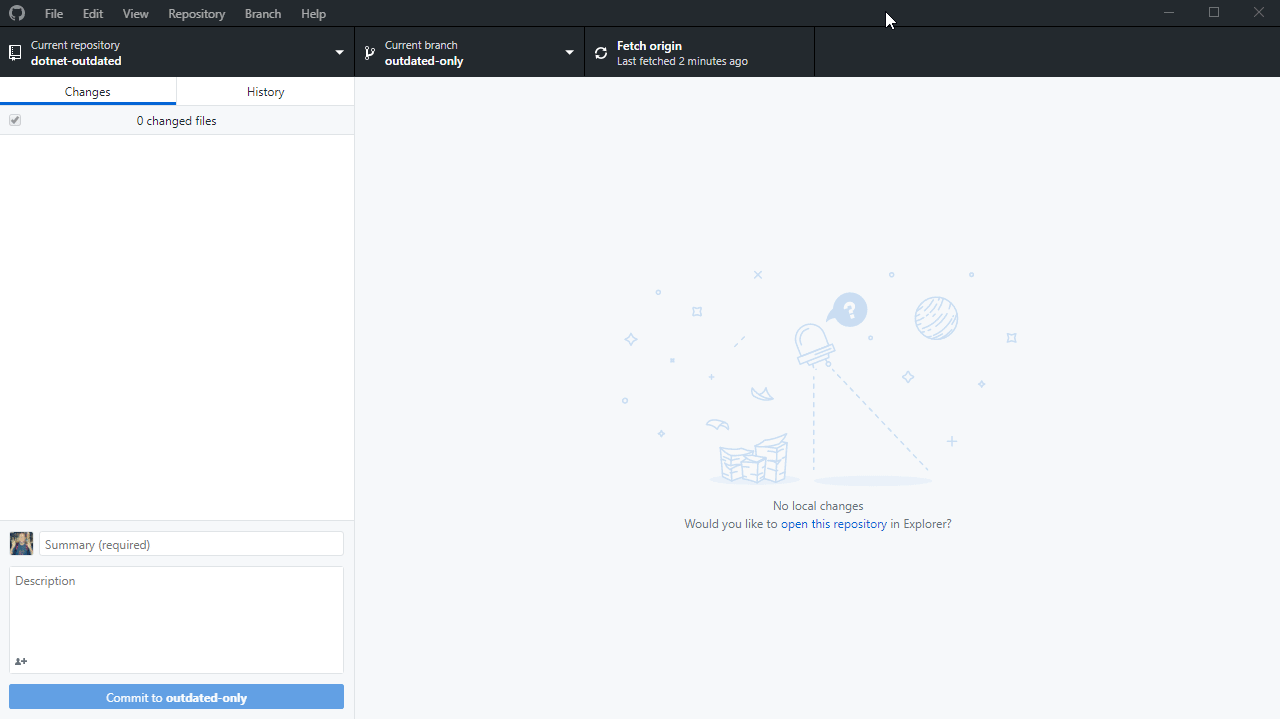 File Edit View Repository Branch Help
Current repository
dotnet-outdated
Current branch
outdated-only
Fetch origin
Last fetched 2 minutes ago
Changes
History
0 changed files
?
No local changes
Would you like to open this repository in Explorer?
Summary (required)
Description
Commit to outdated-only